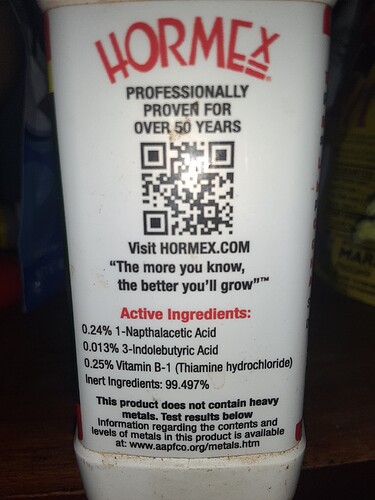 HORMEX®
PROFESSIONALLY
PROVEN FOR
OVER 50 YEARS
Visit HORMEX.COM
“The more you know,
the better you'll grow”™
Active Ingredients:
0.24% 1-Napthalacetic Acid
0.013% 3-Indolebutyric Acid
0.25% Vitamin B-1 (Thiamine hydrochloride)
Inert Ingredients: 99.497%
This product does not contain heavy
metals. Test results below
Information regarding the contents and
levels of metals in this product is available
at: www.aapfco.org/metals.htm
MAR